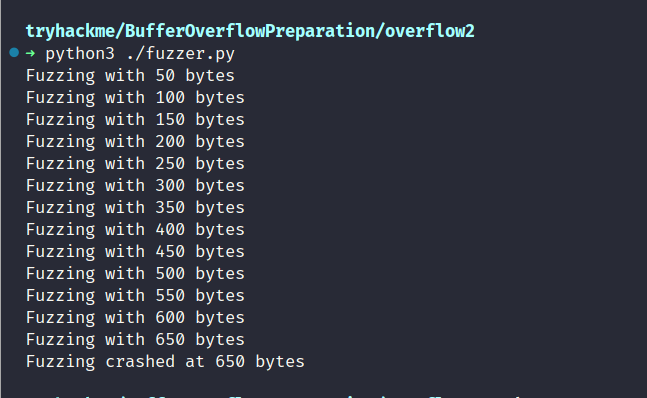 tryhackme/BufferOverflowPreparation/overflow2
→ python3 ./fuzzer.py
Fuzzing with 50 bytes
Fuzzing with 100 bytes
Fuzzing with 150 bytes
Fuzzing with 200 bytes
Fuzzing with 250 bytes
Fuzzing with 300 bytes
Fuzzing with 350 bytes
Fuzzing with 400 bytes
Fuzzing with 450 bytes
Fuzzing with 500 bytes
Fuzzing with 550 bytes
Fuzzing with 600 bytes
Fuzzing with 650 bytes
Fuzzing crashed at 650 bytes